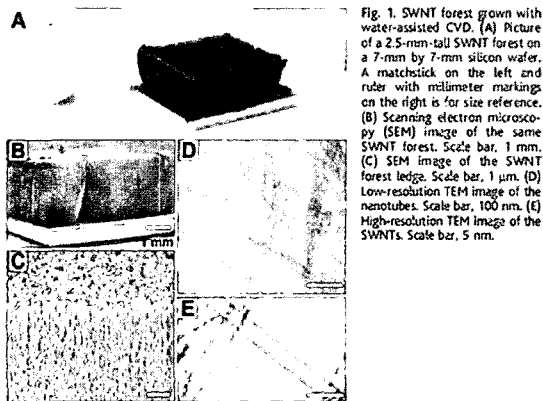 A
B
1 mm
C
D
E
Fig. 1. SWNT forest grown with
water-assisted CVD. (A) Picture
of a 2.5-mm-tall SWNT forest on
a 7-mm by 7-mm silicon wafer.
A matchstick on the left and
ruler with millimeter markings
on the right is for size reference.
(B) Scanning electron microsco-
py (SEM) image of the same
SWNT forest. Scale bar, 1 mm.
(C) SEM image of the SWNT
forest ledge. Scale bar, 1 μm. (D)
Low-resolution TEM image of the
nanotubes. Scale bar, 100 nm. (E)
High-resolution TEM image of the
SWNTs. Scale bar, 5 nm.